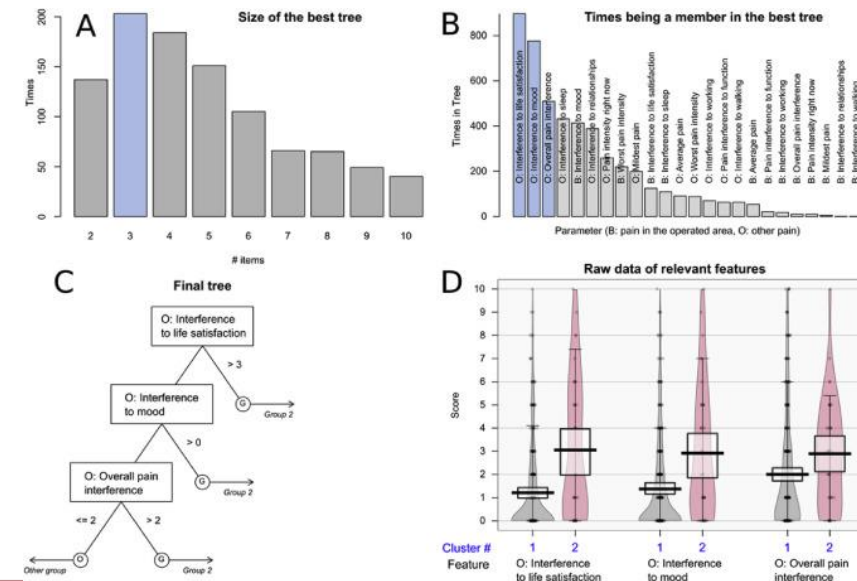 A
Size of the best tree
Times
200
150
100
50
0
2 3 4 5 6 7 8 9 10
# items
B
Times being a member in the best tree
Times in Tree
800
600
400
200
0
O: Interference to life satisfaction
O: Interference to mood
O: Overall pain interference
O: Interference to sleep
B: Interference to mood
O: Interference to relationships
O: Pain intensity right now
B: Worst pain intensity
O: Mildest pain
B: Interference to life satisfaction
B: Interference to sleep
O: Average pain
O: Worst pain intensity
O: Interference to working
O: Pain interference to function
O: Interference to walking
B: Average pain
B: Pain interference to function
B: Interference to working
B: Overall pain interference
B: Pain intensity right now
B: Mildest pain
B: Interference to relationships
B: Interference to walking
Parameter (B: pain in the operated area, O: other pain)
C
Final tree
O: Interference
to life satisfaction
> 3
G
Group 2
O: Interference
to mood
> 0
G
Group 2
O: Overall pain
interference
<= 2 > 2
O G
Other group Group 2
D
Raw data of relevant features
Score
10
9
8
7
6
5
4
3
2
1
0
Cluster # 1 2 1 2 1 2
Feature O: Interference O: Interference O: Overall pain
to life satisfaction to mood interference